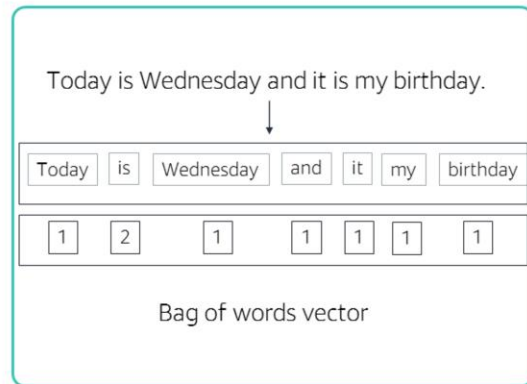 Today is Wednesday and it is my birthday.
Today is Wednesday and it my birthday
1 2 1 1 1 1 1
Bag of words vector